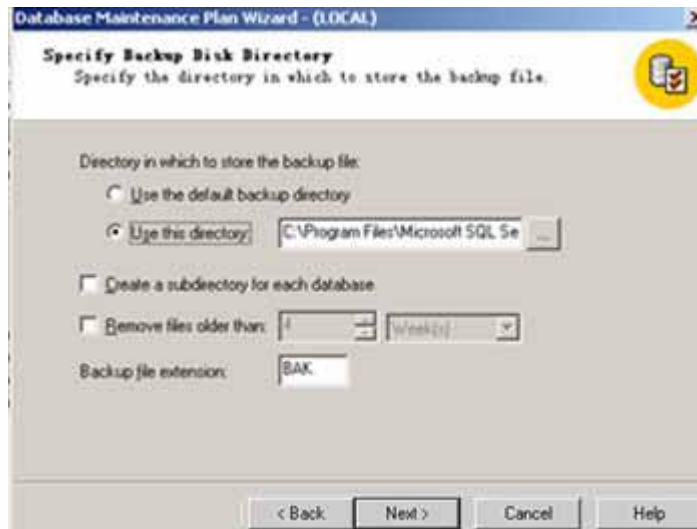 Database Maintenance Plan Wizard - (LOCAL)
Specify Backup Disk Directory
Specify the directory in which to store the backup file.
Directory in which to store the backup file:
Use the default backup directory
Use this directory: C:\Program Files\Microsoft SQL Se ...
Create a subdirectory for each database
Remove files older than: 4 Week(s)
Backup file extension: BAK
< Back Next > Cancel Help